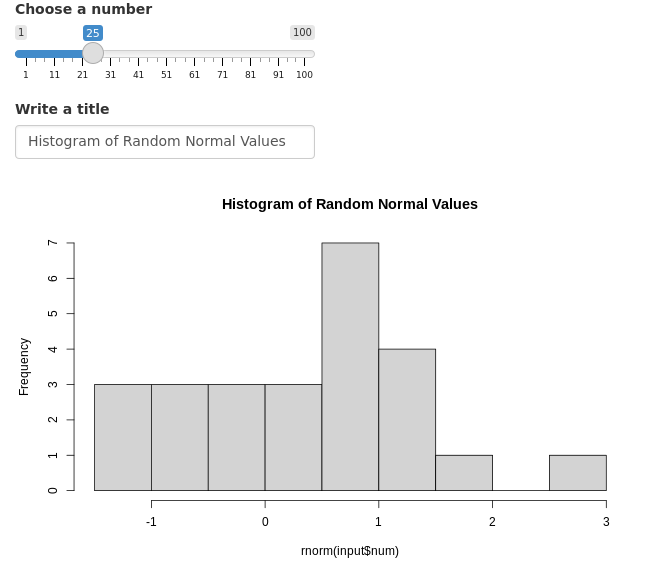 Choose a number
1 25 100
1 11 21 31 41 51 61 71 81 91 100
Write a title
Histogram of Random Normal Values
Histogram of Random Normal Values
7
6
5
4
3
2
1
0
Frequency
-1 0 1 2 3
rnorm(input$num)